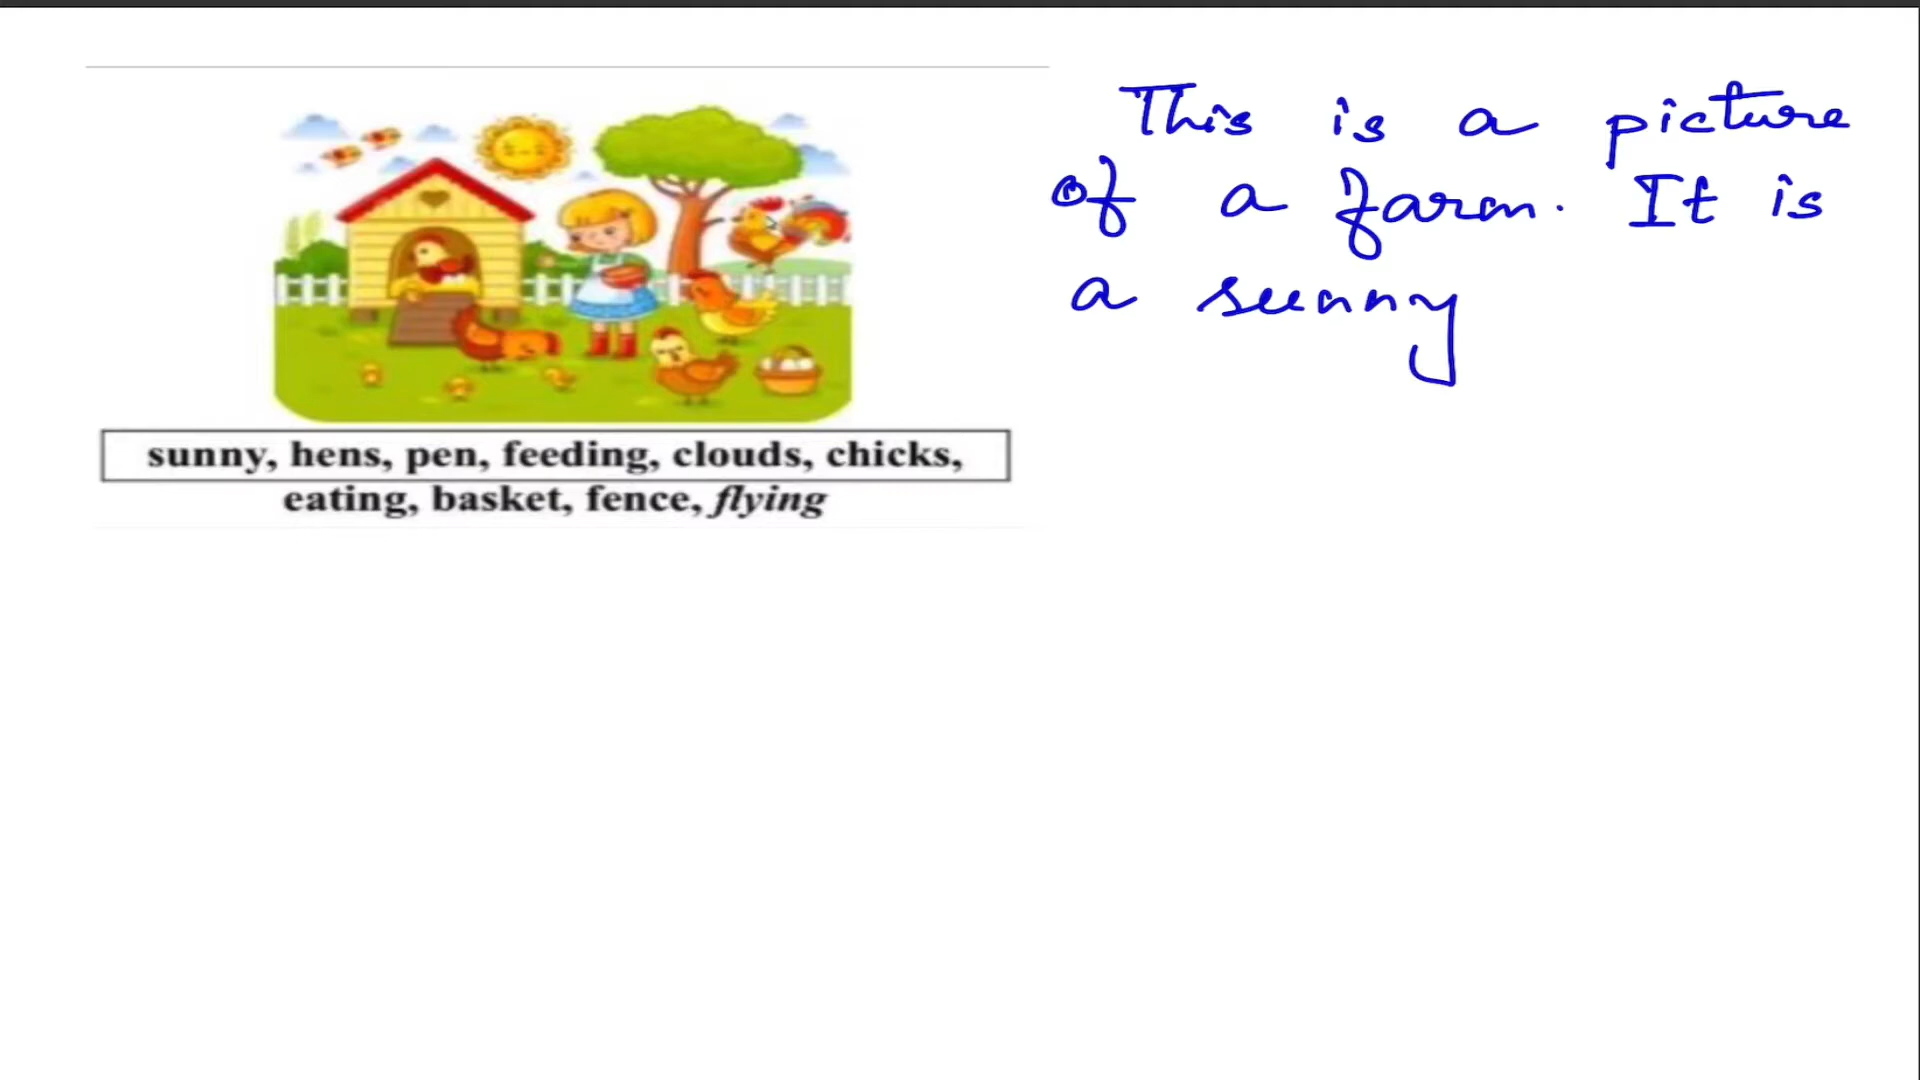 This is a picture
of a farm. It is
a sunny
sunny, hens, pen, feeding, clouds, chicks,
eating, basket, fence, flying